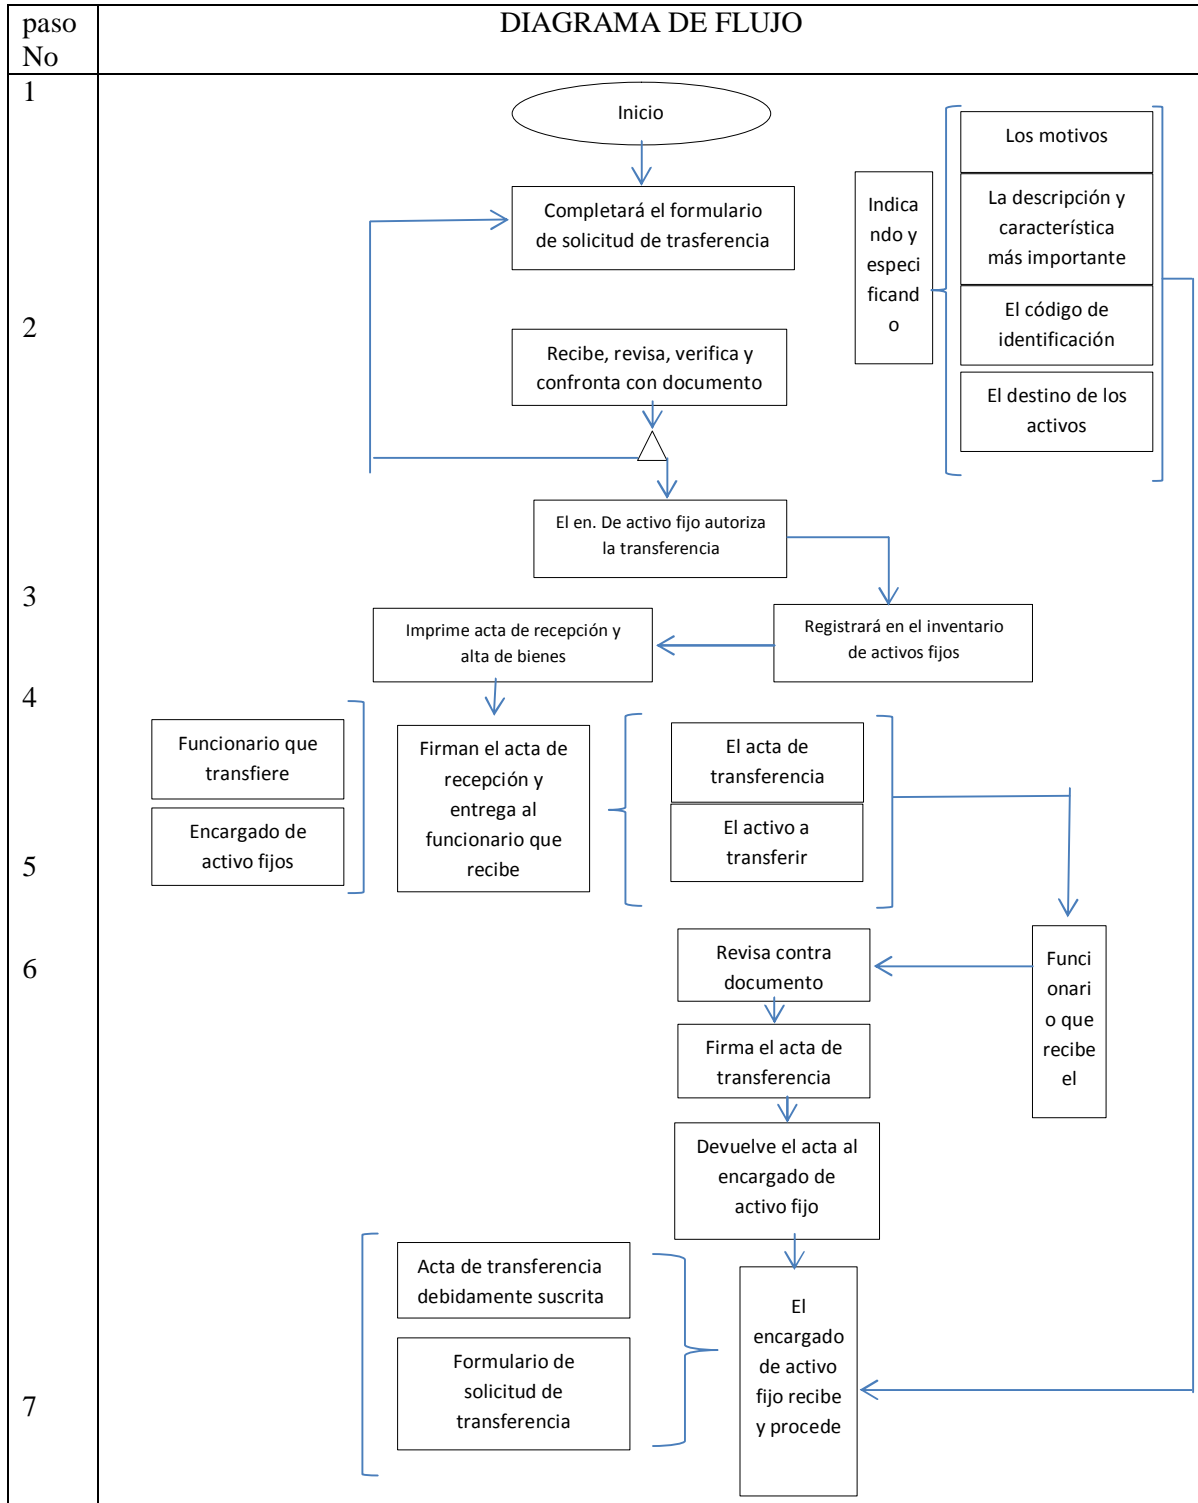 paso
No
DIAGRAMA DE FLUJO
1
Inicio
Completará el formulario
de solicitud de trasferencia
Indica
ndo y
especi
ficand
o
Los motivos
La descripción y
característica
más importante
El código de
identificación
El destino de los
activos
2
Recibe, revisa, verifica y
confronta con documento
El en. De activo fijo autoriza
la transferencia
3
Registrará en el inventario
de activos fijos
Imprime acta de recepción y
alta de bienes
4
Funcionario que
transfiere
Encargado de
activo fijos
Firman el acta de
recepción y
entrega al
funcionario que
recibe
El acta de
transferencia
El activo a
transferir
5
6
Funci
onari
o que
recibe
el
Revisa contra
documento
Firma el acta de
transferencia
Devuelve el acta al
encargado de
activo fijo
Acta de transferencia
debidamente suscrita
Formulario de
solicitud de
transferencia
El
encargado
de activo
fijo recibe
y procede
7